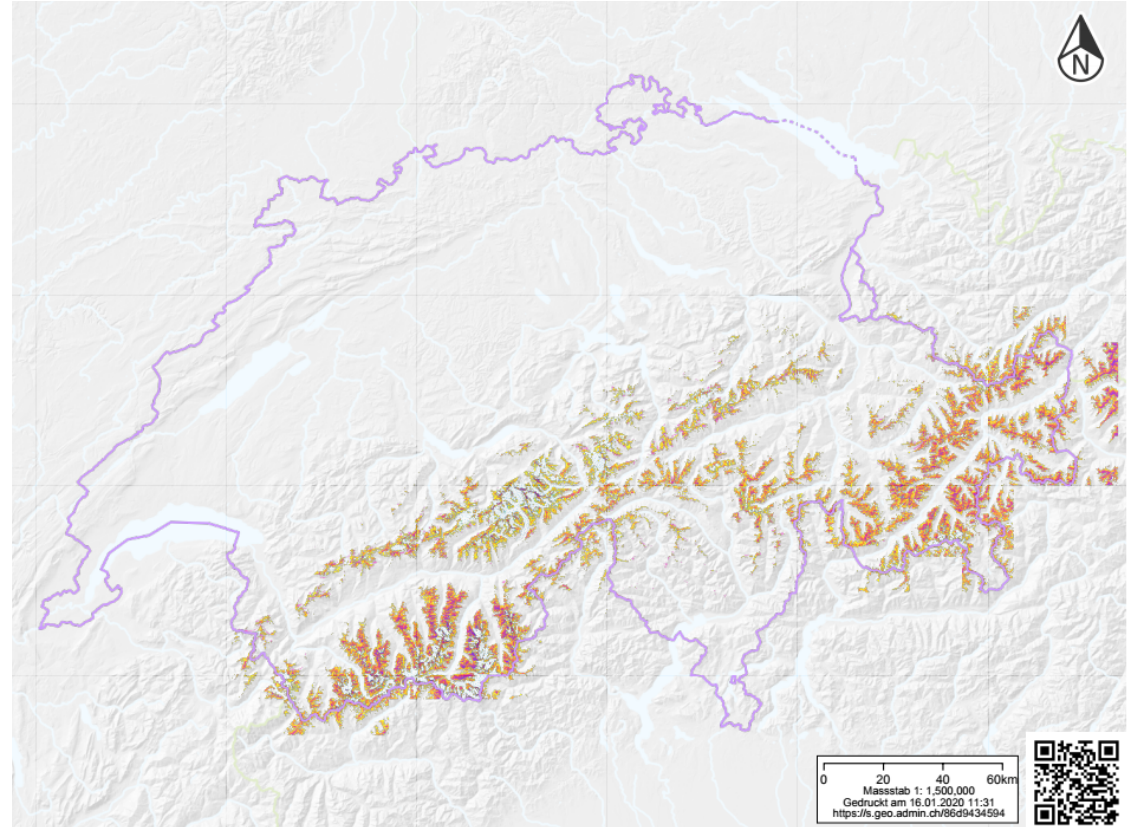 N
0 20 40 60km
Massstab 1: 1,500,000
Gedruckt am 16.01.2020 11:31
https://s.geo.admin.ch/86d9434594